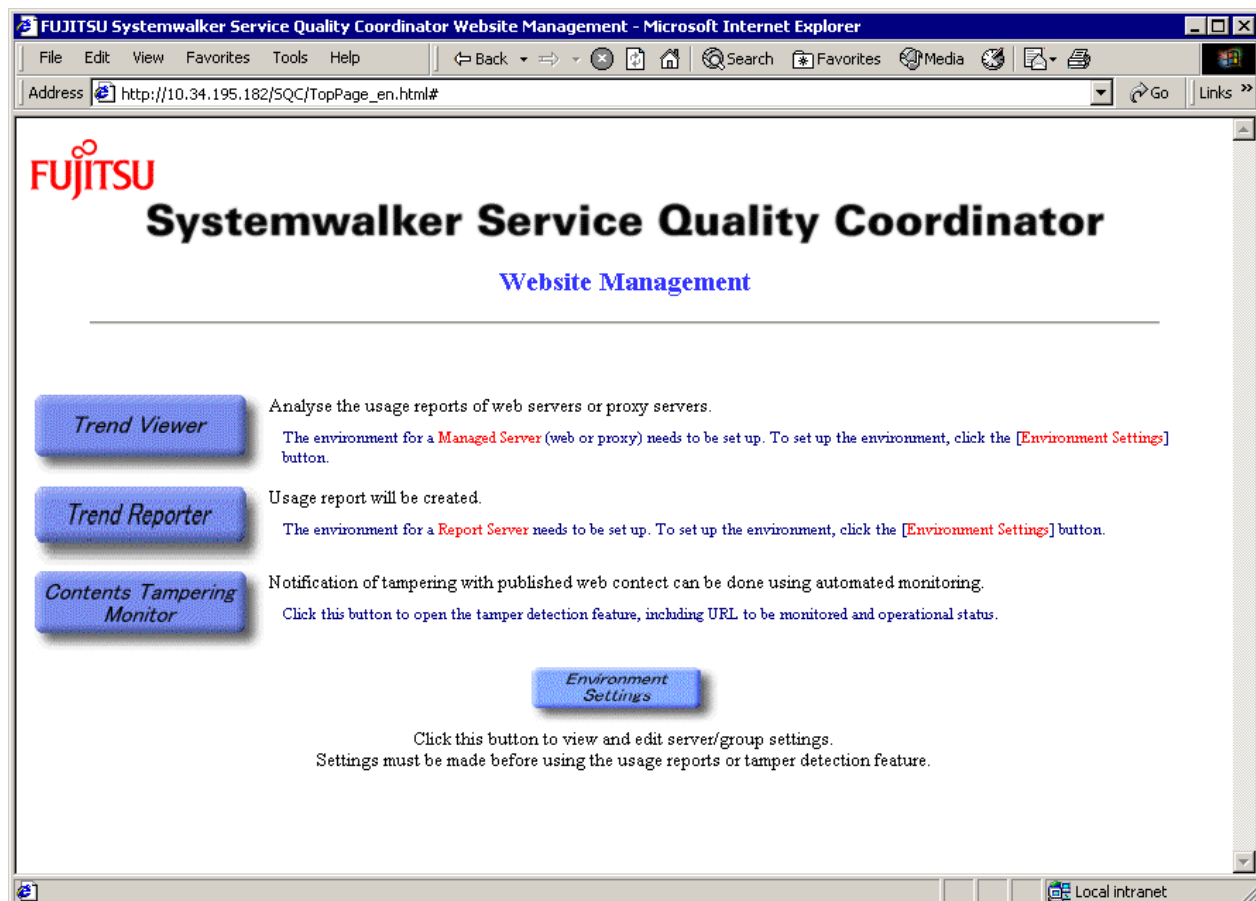 FUJITSU Systemwalker Service Quality Coordinator Website Management - Microsoft Internet Explorer
File Edit View Favorites Tools Help Back Search Favorites Media
Address http://10.34.195.182/SQC/TopPage_en.html# Go Links »
FUJITSU
Systemwalker Service Quality Coordinator
Website Management
Trend Viewer
Analyse the usage reports of web servers or proxy servers.
The environment for a Managed Server (web or proxy) needs to be set up. To set up the environment, click the [Environment Settings]
button.
Trend Reporter
Usage report will be created.
The environment for a Report Server needs to be set up. To set up the environment, click the [Environment Settings] button.
Contents Tampering
Monitor
Notification of tampering with published web contect can be done using automated monitoring.
Click this button to open the tamper detection feature, including URL to be monitored and operational status.
Environment
Settings
Click this button to view and edit server/group settings.
Settings must be made before using the usage reports or tamper detection feature.
Local intranet